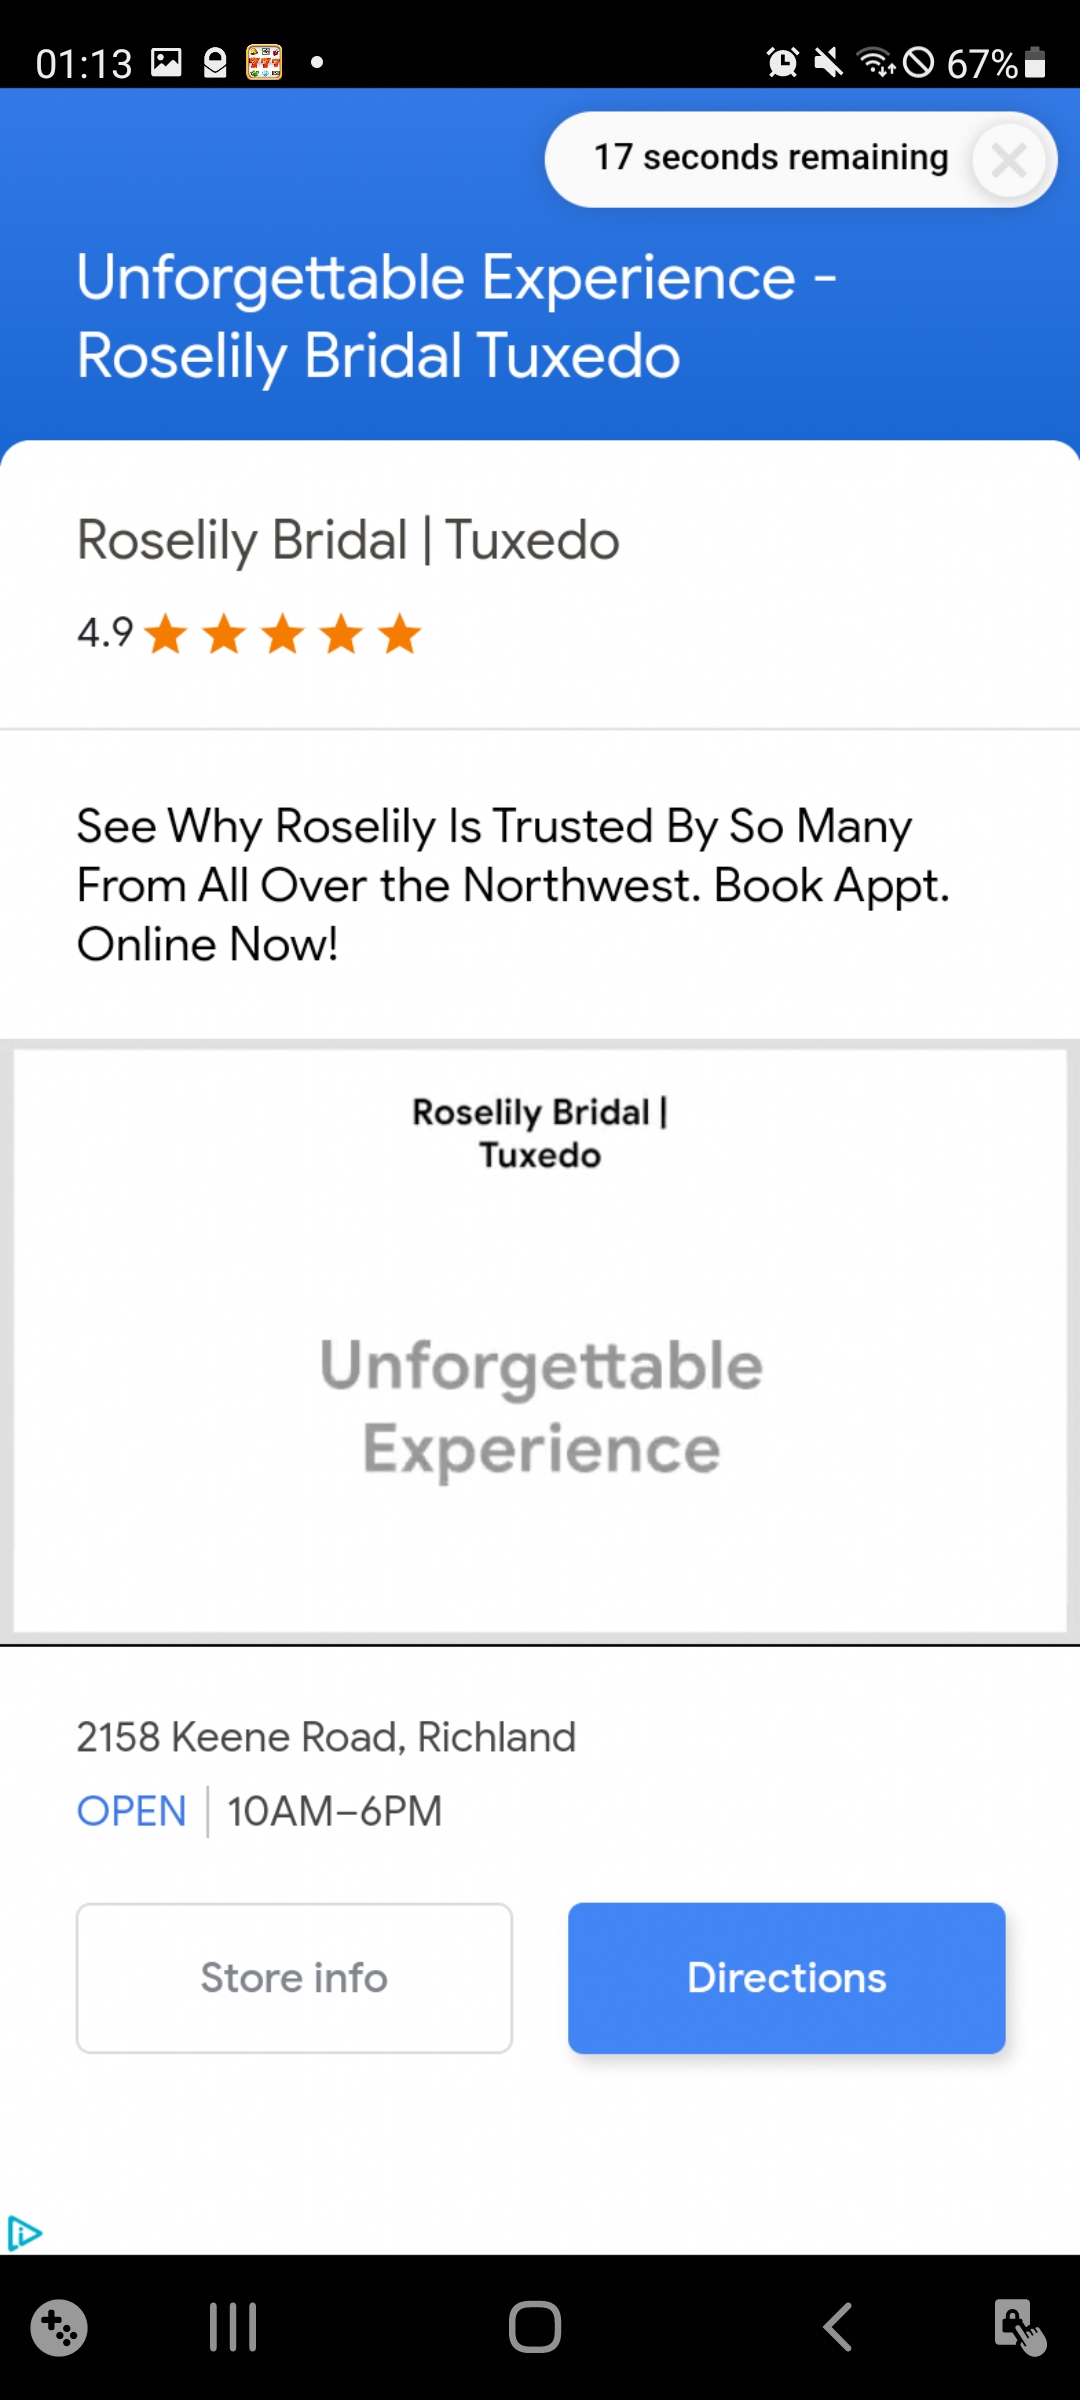 01:13
67%
17 seconds remaining
Unforgettable Experience -
Roselily Bridal Tuxedo
Roselily Bridal | Tuxedo
4.9
See Why Roselily Is Trusted By So Many
From All Over the Northwest. Book Appt.
Online Now!
Roselily Bridal |
Tuxedo
Unforgettable
Experience
2158 Keene Road, Richland
OPEN | 10AM–6PM
Store info
Directions